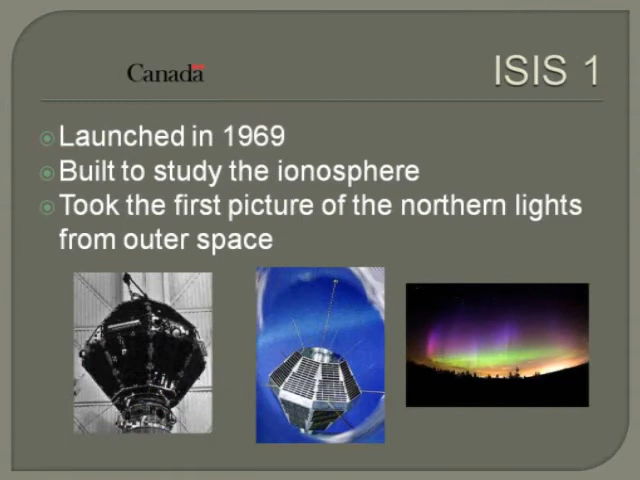 Canada
ISIS 1
Launched in 1969
Built to study the ionosphere
Took the first picture of the northern lights
from outer space